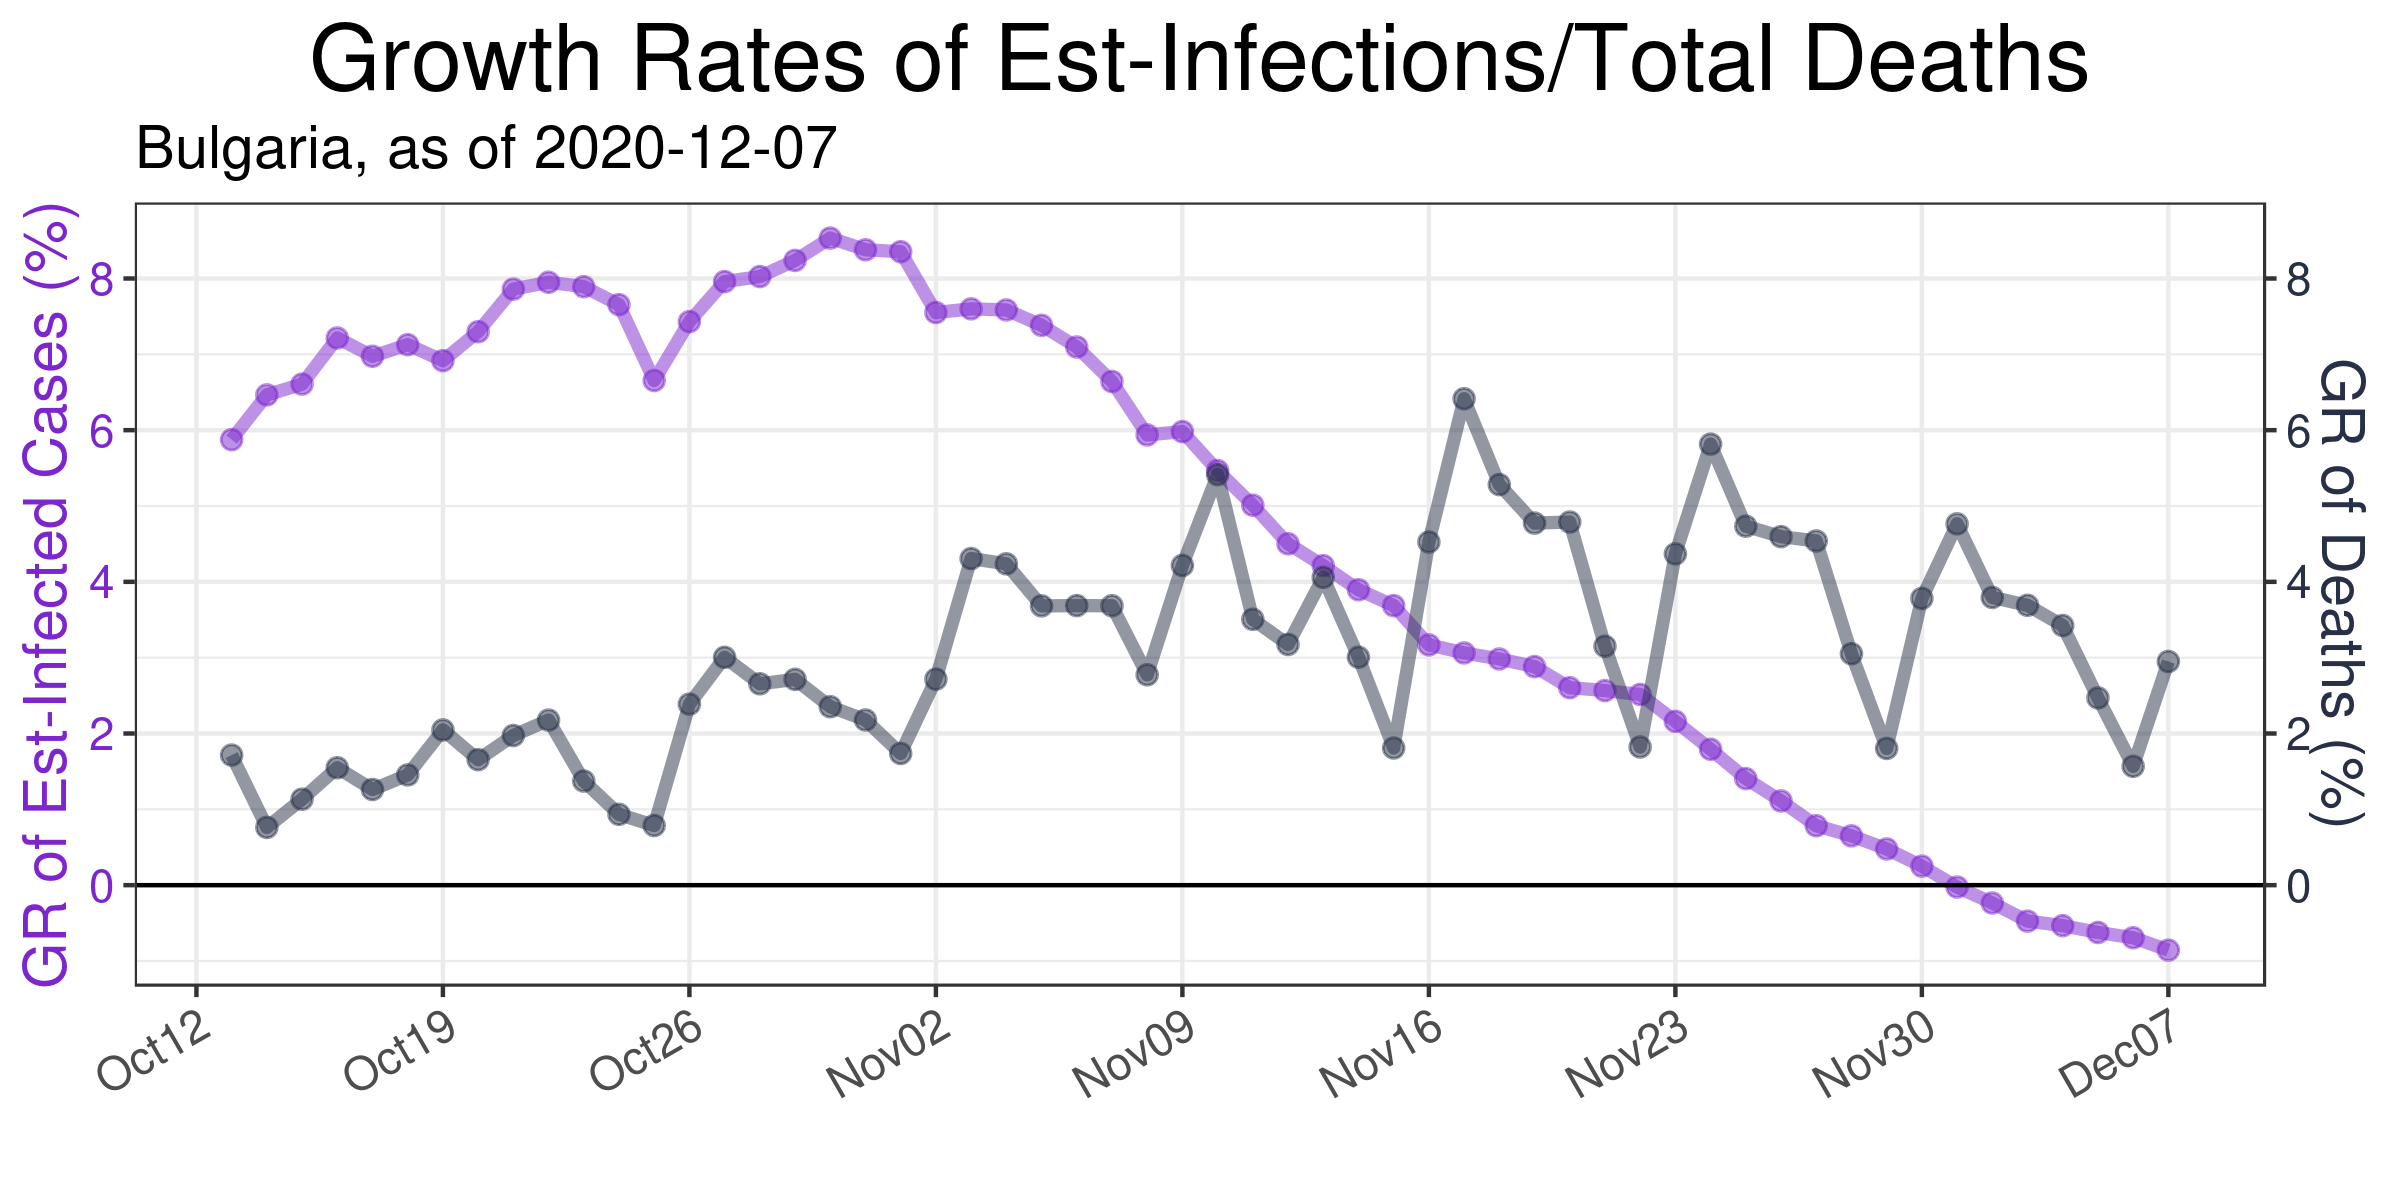 Growth Rates of Est-Infections/Total Deaths
Bulgaria, as of 2020-12-07
GR of Est-Infected Cases (%)
8
6
4
2
0
8
6
4
2
0
GR of Deaths (%)
Oct12
Oct19
Oct26
Nov02
Nov09
Nov16
Nov23
Nov30
Dec07